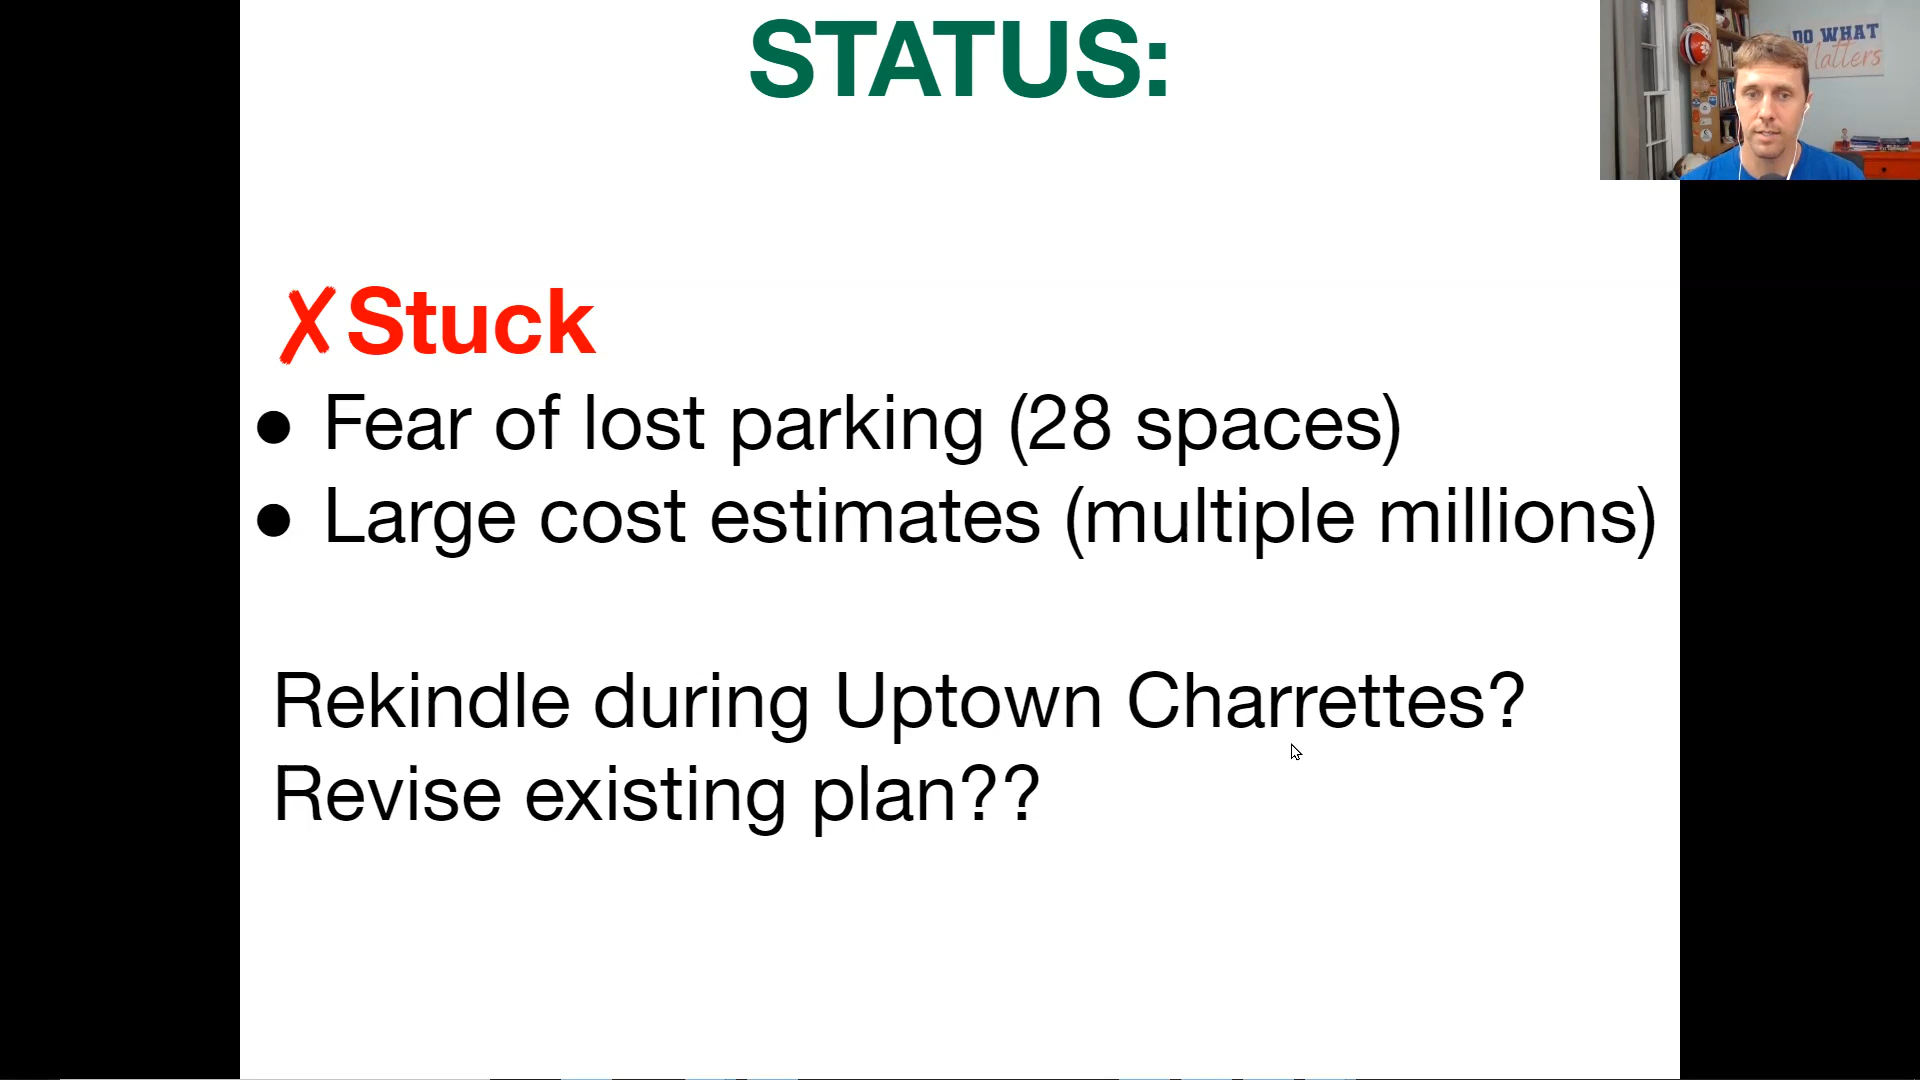 STATUS:
DO WHAT
Matters
✗Stuck
● Fear of lost parking (28 spaces)
● Large cost estimates (multiple millions)
Rekindle during Uptown Charrettes?
Revise existing plan??